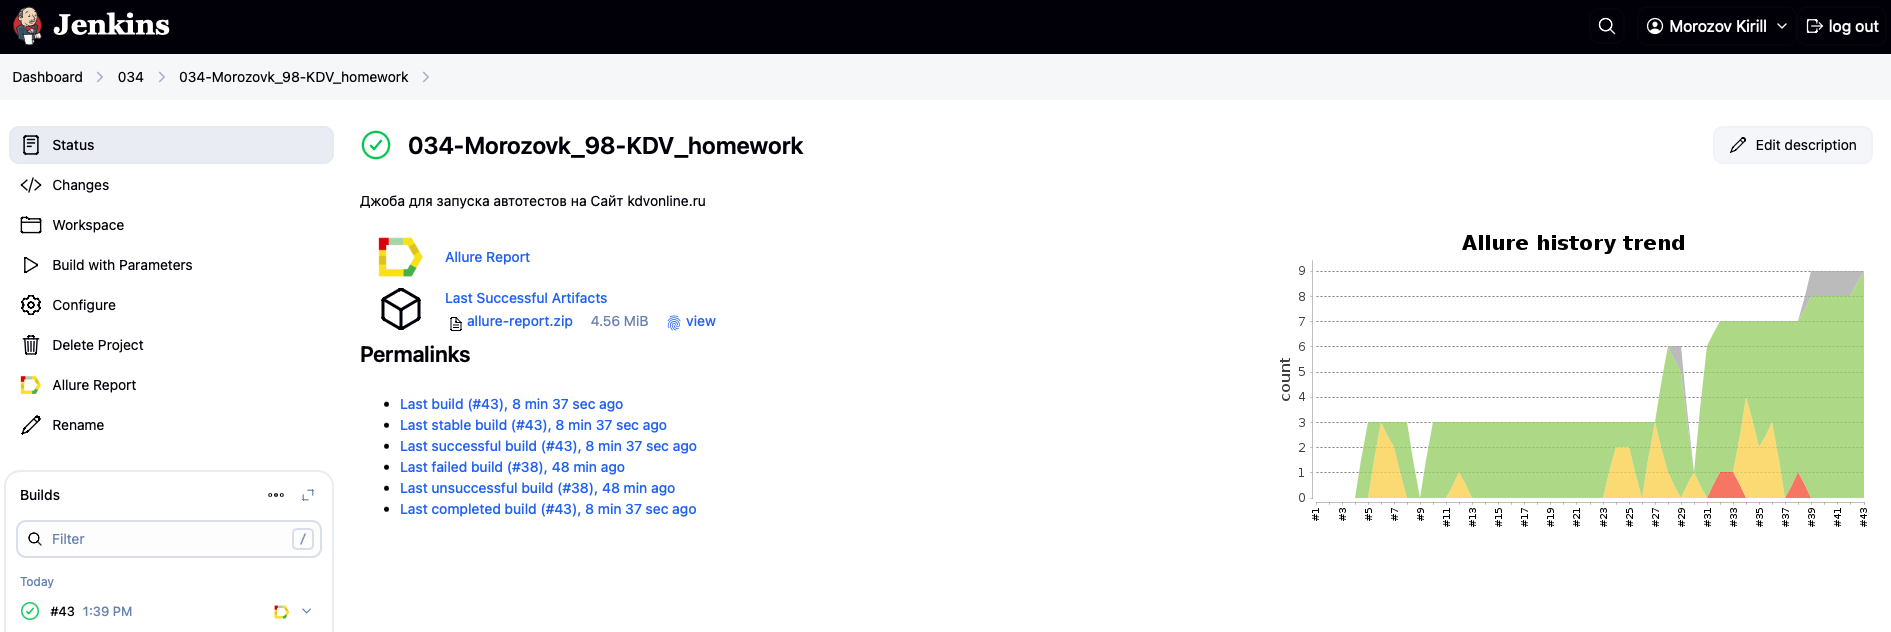 Jenkins
Morozov Kirill
log out
Dashboard
034
034-Morozovk_98-KDV_homework
Status
Changes
Workspace
Build with Parameters
Configure
Delete Project
Allure Report
Rename
Builds
Filter
/
Today
#43 1:39 PM
034-Morozovk_98-KDV_homework
Edit description
Джоба для запуска автотестов на Сайт kdvonline.ru
Allure Report
Last Successful Artifacts
allure-report.zip 4.56 MiB view
Permalinks
Last build (#43), 8 min 37 sec ago
Last stable build (#43), 8 min 37 sec ago
Last successful build (#43), 8 min 37 sec ago
Last failed build (#38), 48 min ago
Last unsuccessful build (#38), 48 min ago
Last completed build (#43), 8 min 37 sec ago
Allure history trend
count
9
8
7
6
5
4
3
2
1
0
#1
#3
#5
#7
#9
#11
#13
#15
#17
#19
#21
#23
#25
#27
#29
#31
#33
#35
#37
#39
#41
#43